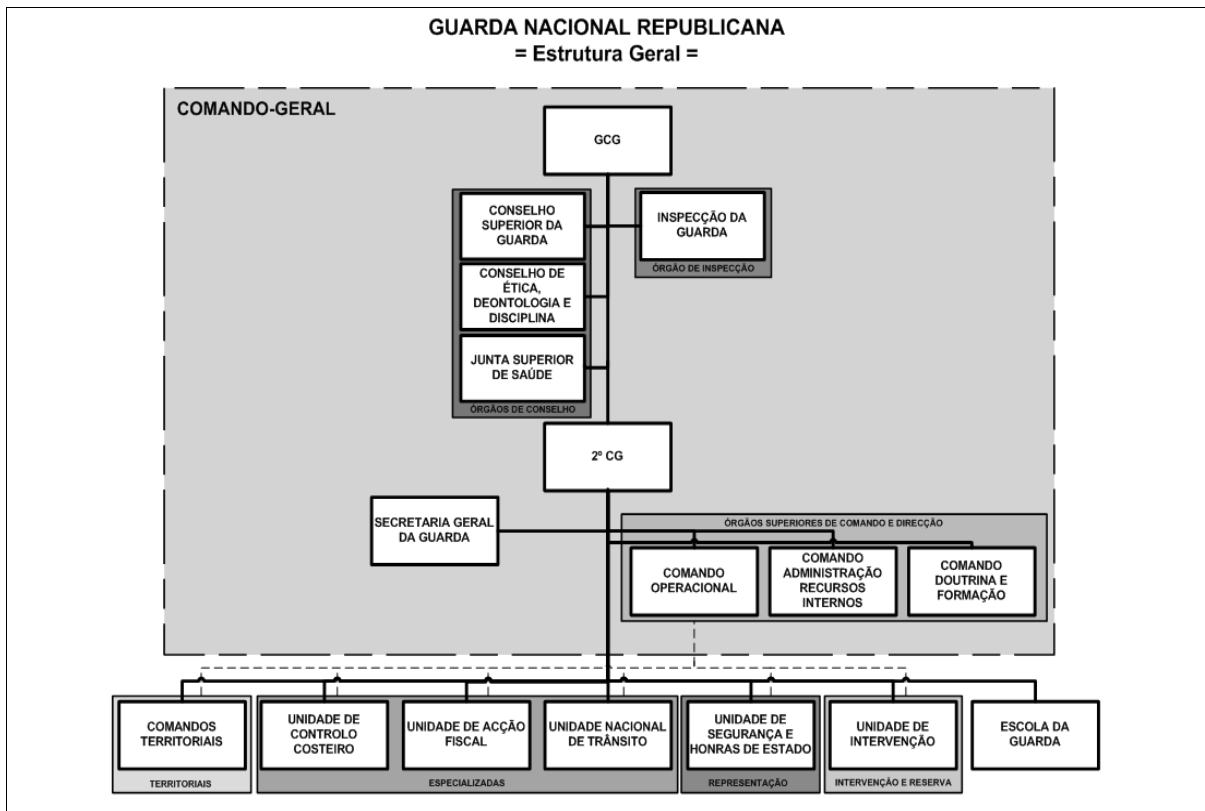 GUARDA NACIONAL REPUBLICANA
= Estrutura Geral =
COMANDO-GERAL
GCG
CONSELHO
SUPERIOR DA
GUARDA
INSPECÇÃO DA
GUARDA
ÓRGÃO DE INSPECÇÃO
CONSELHO DE
ÉTICA,
DEONTOLOGIA E
DISCIPLINA
JUNTA SUPERIOR
DE SAÚDE
ÓRGÃOS DE CONSELHO
2º CG
SECRETARIA GERAL
DA GUARDA
ÓRGÃOS SUPERIORES DE COMANDO E DIRECÇÃO
COMANDO
OPERACIONAL
COMANDO
ADMINISTRAÇÃO
RECURSOS
INTERNOS
COMANDO
DOUTRINA E
FORMAÇÃO
COMANDOS
TERRITORIAIS
TERRITORIAIS
UNIDADE DE
CONTROLO
COSTEIRO
UNIDADE DE ACÇÃO
FISCAL
UNIDADE NACIONAL
DE TRÂNSITO
ESPECIALIZADAS
UNIDADE DE
SEGURANÇA E
HONRAS DE ESTADO
REPRESENTAÇÃO
UNIDADE DE
INTERVENÇÃO
INTERVENÇÃO E RESERVA
ESCOLA DA
GUARDA